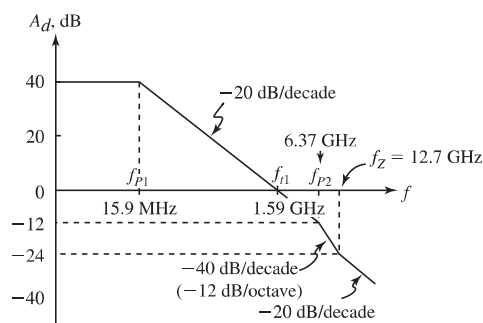 A_d, dB
40
−20 dB/decade
20
6.37 GHz
f_Z = 12.7 GHz
f_P1
f_t1
f_P2
0
f
15.9 MHz
1.59 GHz
−12
−24
−40 dB/decade
(−12 dB/octave)
−40
−20 dB/decade